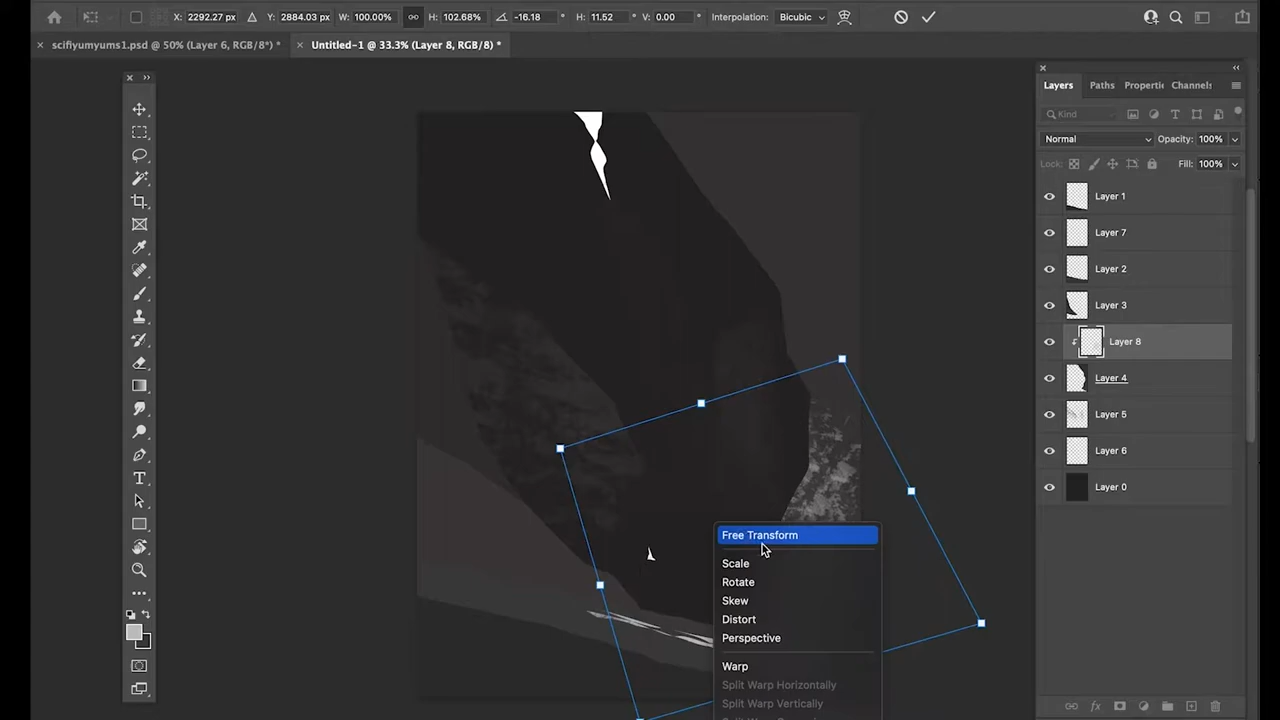 X: 2292.27 px Y: 2884.03 px W: 100.00% H: 102.68% -16.18 ° H: 11.52 ° V: 0.00 ° Interpolation: Bicubic
scifiyumyums1.psd @ 50% (Layer 6, RGB/8*) * Untitled-1 @ 33.3% (Layer 8, RGB/8) *
Layers Paths Properti Channels
Kind
Normal Opacity: 100%
Lock: Fill: 100%
Layer 1
Layer 7
Layer 2
Layer 3
Layer 8
Layer 4
Layer 5
Layer 6
Layer 0
Free Transform
Scale
Rotate
Skew
Distort
Perspective
Warp
Split Warp Horizontally
Split Warp Vertically